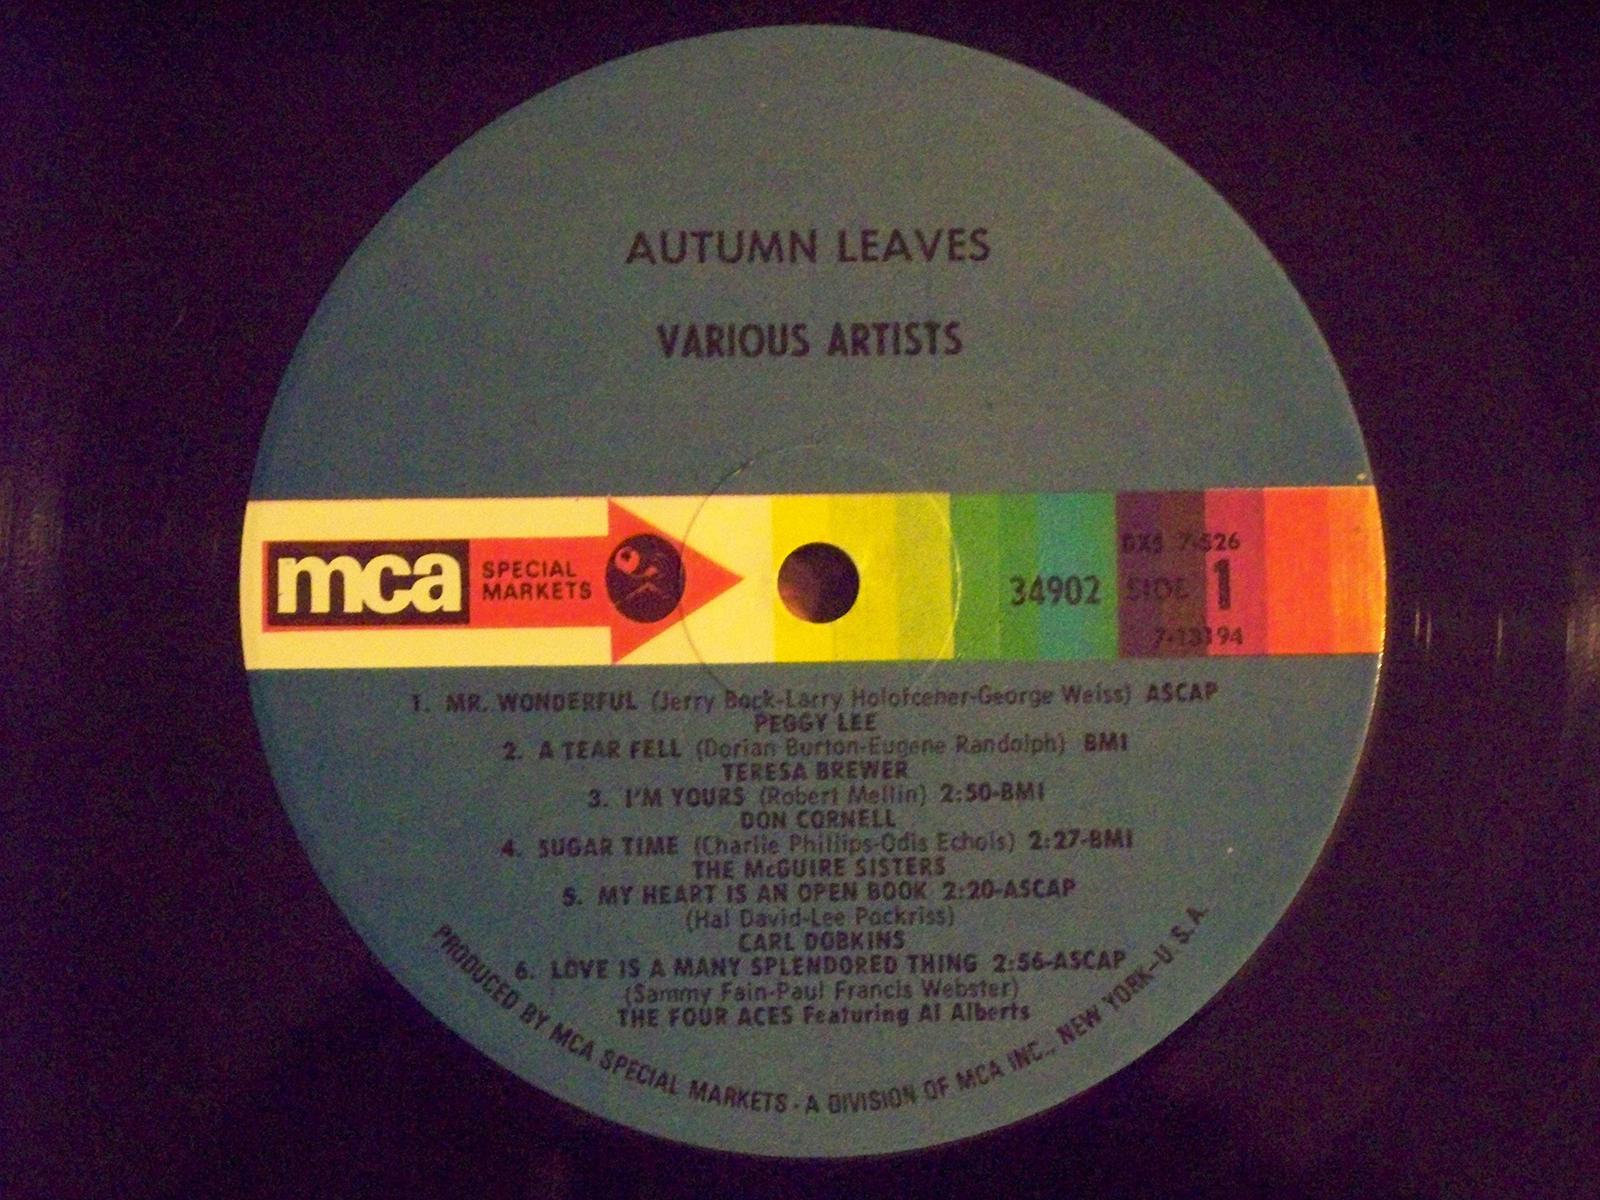 AUTUMN LEAVES
VARIOUS ARTISTS
mca
SPECIAL
MARKETS
34902
DXS 7-526
SIDE 1
7-13194
1. MR. WONDERFUL (Jerry Bock-Larry Holofcener-George Weiss) ASCAP
PEGGY LEE
2. A TEAR FELL (Dorian Burton-Eugene Randolph) BMI
TERESA BREWER
3. I'M YOURS (Robert Mellin) 2:50-BMI
DON CORNELL
4. SUGAR TIME (Charlie Phillips-Odis Echols) 2:27-BMI
THE McGUIRE SISTERS
5. MY HEART IS AN OPEN BOOK 2:20-ASCAP
(Hal David-Lee Pockriss)
CARL DOBKINS
6. LOVE IS A MANY SPLENDORED THING 2:56-ASCAP
(Sammy Fain-Paul Francis Webster)
THE FOUR ACES Featuring Al Alberts
PRODUCED BY MCA SPECIAL MARKETS - A DIVISION OF MCA INC., NEW YORK-U.S.A.